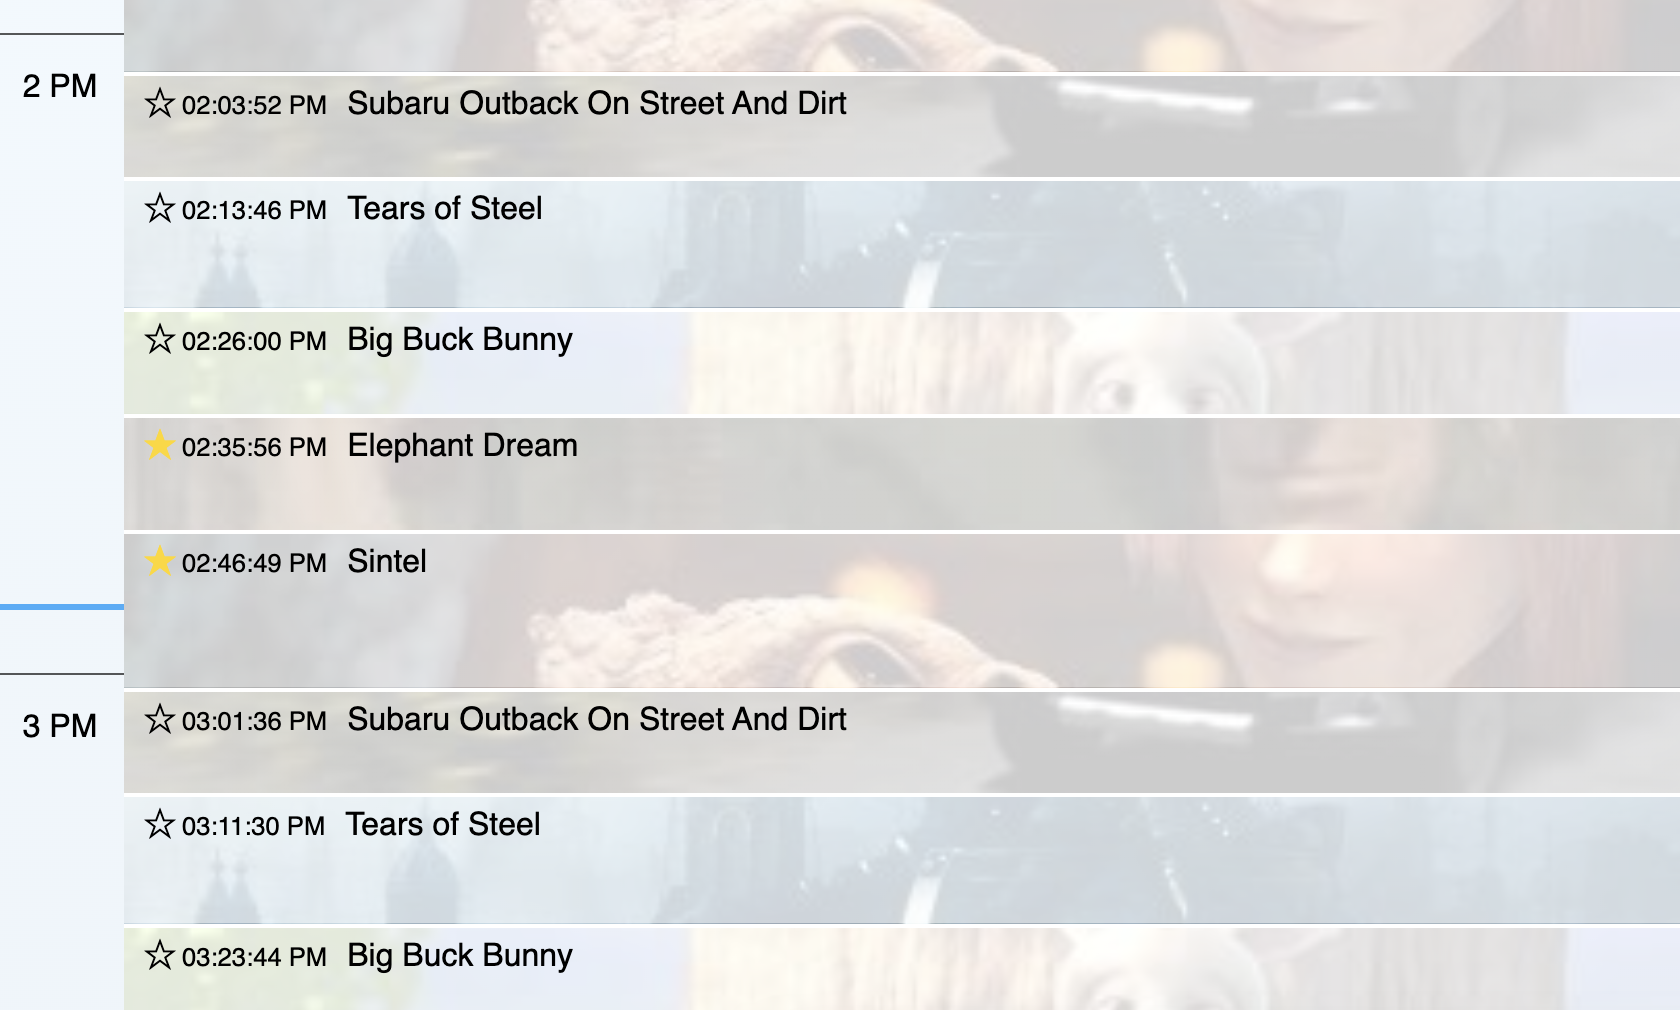 2 PM
02:03:52 PM Subaru Outback On Street And Dirt
02:13:46 PM Tears of Steel
02:26:00 PM Big Buck Bunny
02:35:56 PM Elephant Dream
02:46:49 PM Sintel
3 PM
03:01:36 PM Subaru Outback On Street And Dirt
03:11:30 PM Tears of Steel
03:23:44 PM Big Buck Bunny